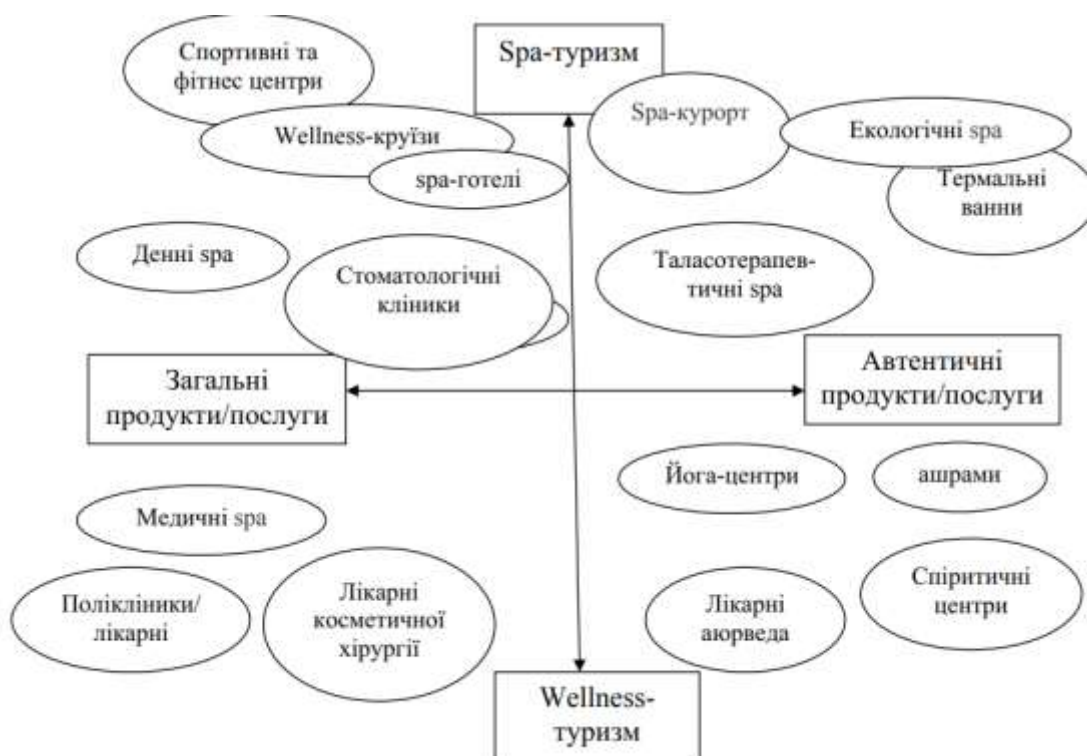 Спортивні та
фітнес центри
Spa-туризм
Wellness-круїзи
spa-готелі
Spa-курорт
Екологічні spa
Термальні
ванни
Денні spa
Стоматологічні
клініки
Таласотерапев-
тичні spa
Загальні
продукти/послуги
Автентичні
продукти/послуги
Йога-центри
ашрами
Медичні spa
Поліклініки/
лікарні
Лікарні
косметичної
хірургії
Лікарні
аюрведа
Спіритичні
центри
Wellness-
туризм